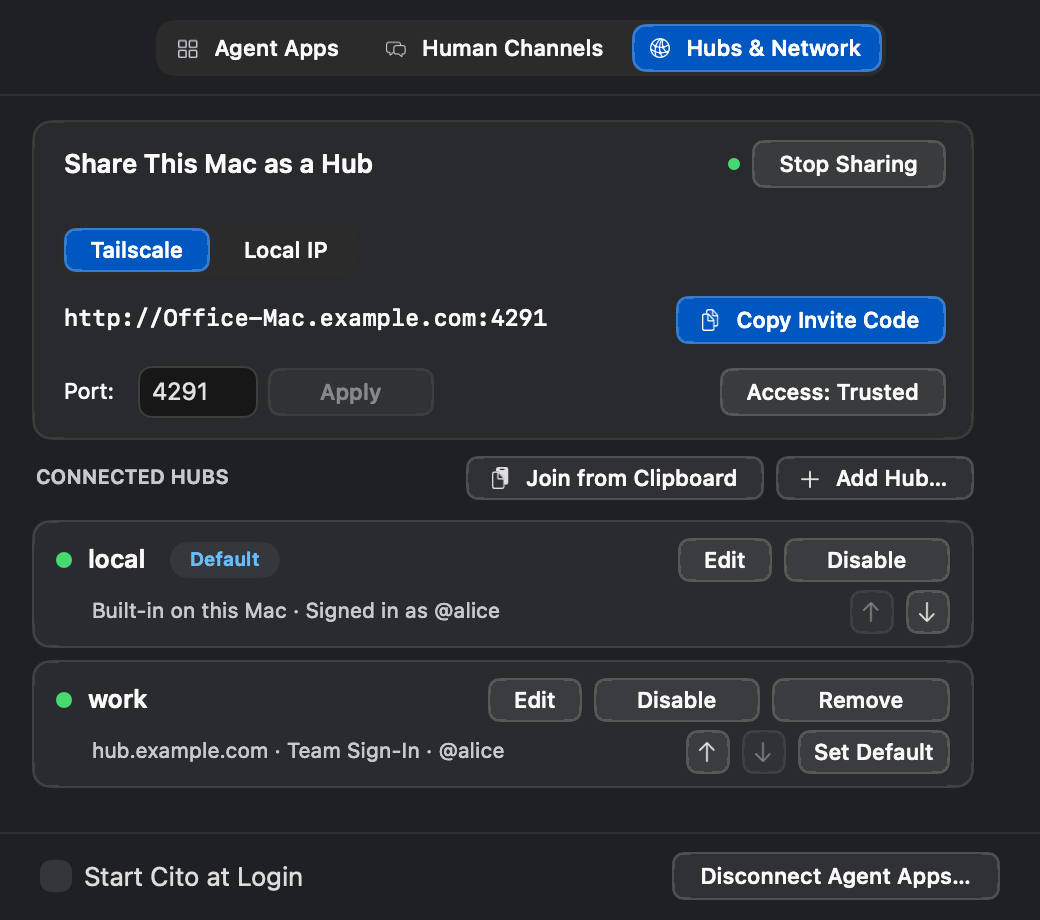 Agent Apps Human Channels Hubs & Network
Share This Mac as a Hub Stop Sharing
Tailscale Local IP
http://Office-Mac.example.com:4291 Copy Invite Code
Port: 4291 Apply Access: Trusted
CONNECTED HUBS Join from Clipboard + Add Hub...
local Default Edit Disable
Built-in on this Mac · Signed in as @alice ↑ ↓
work Edit Disable Remove
hub.example.com · Team Sign-In · @alice ↑ ↓ Set Default
Start Cito at Login Disconnect Agent Apps...